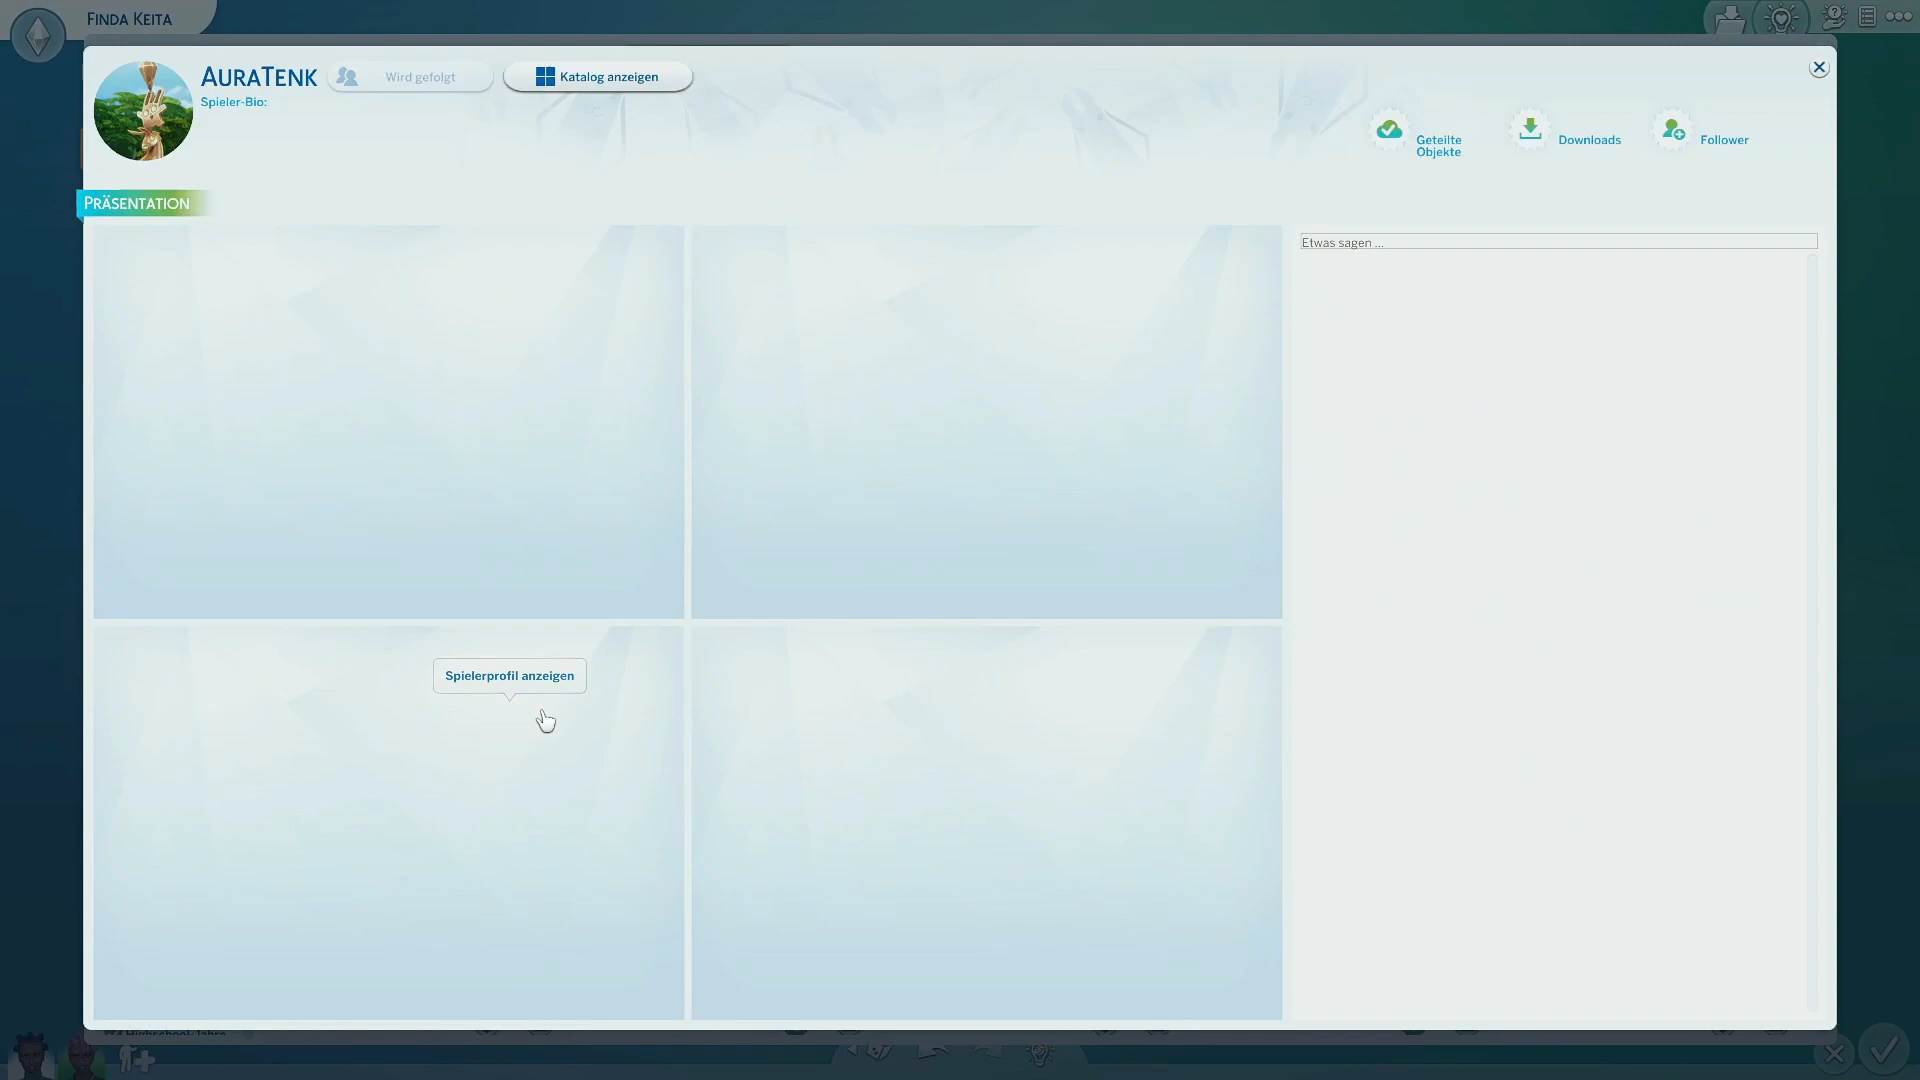 FINDA KEITA
AURATENK
Wird gefolgt
Katalog anzeigen
Spieler-Bio:
Geteilte
Objekte
Downloads
Follower
PRÄSENTATION
Etwas sagen ...
Spielerprofil anzeigen